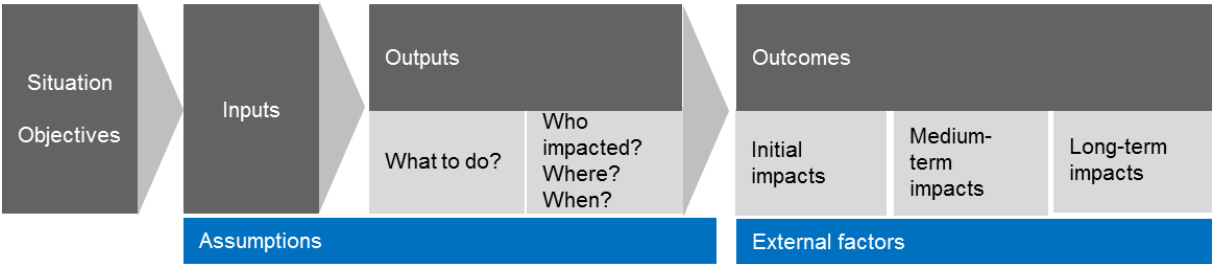 Situation
Objectives
Inputs
Outputs
What to do?
Who
impacted?
Where?
When?
Outcomes
Initial
impacts
Medium-
term
impacts
Long-term
impacts
Assumptions
External factors